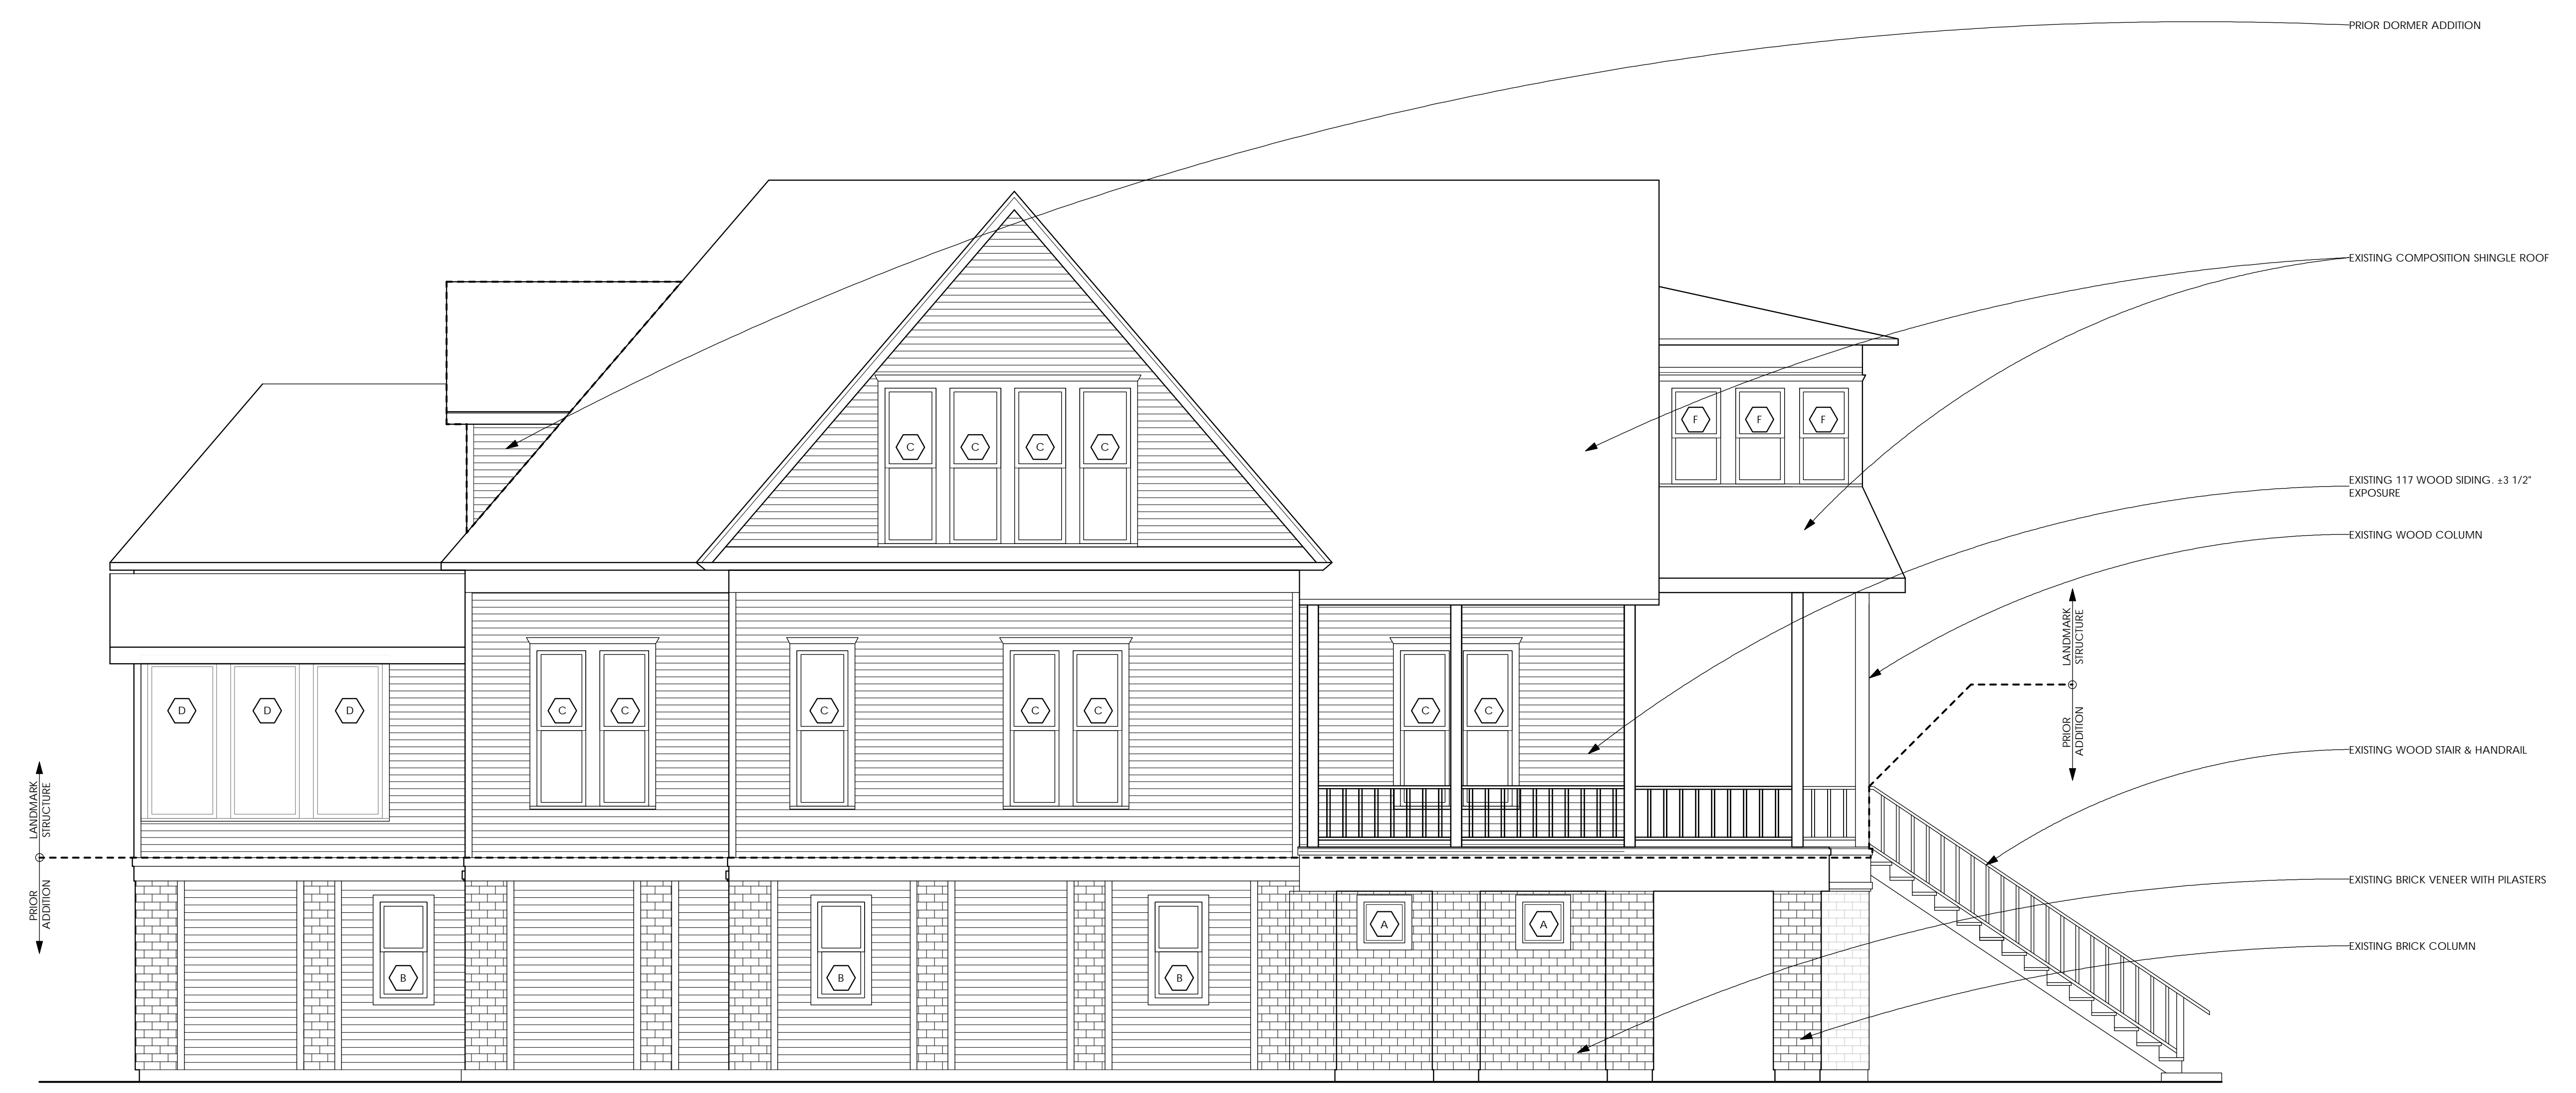 PRIOR DORMER ADDITION
EXISTING COMPOSITION SHINGLE ROOF
F
F
F
C
C
C
C
EXISTING 117 WOOD SIDING. ±3 1/2"
EXPOSURE
EXISTING WOOD COLUMN
LANDMARK
STRUCTURE
PRIOR
ADDITION
D
D
D
C
C
C
C
C
C
C
EXISTING WOOD STAIR & HANDRAIL
LANDMARK
STRUCTURE
PRIOR
ADDITION
EXISTING BRICK VENEER WITH PILASTERS
A
A
EXISTING BRICK COLUMN
B
B
B